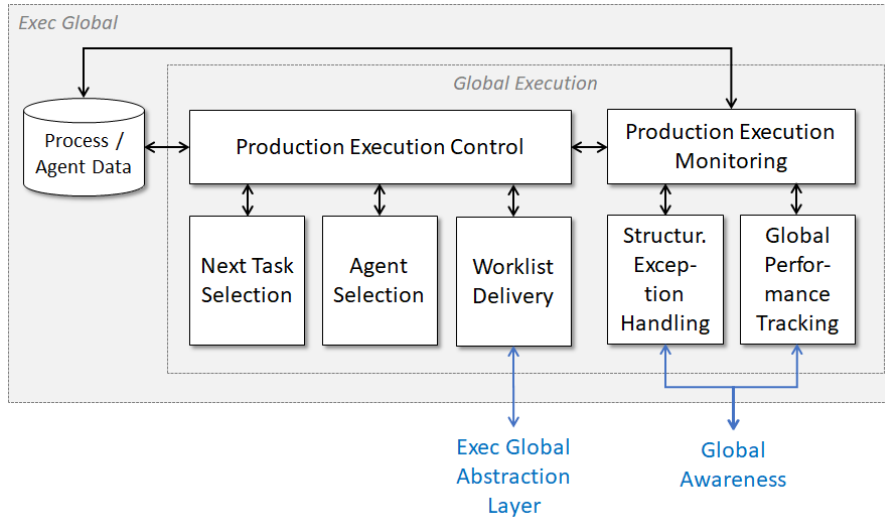 Exec Global
Global Execution
Process /
Agent Data
Production Execution Control
Production Execution
Monitoring
Next Task
Selection
Agent
Selection
Worklist
Delivery
Structur.
Excep-
tion
Handling
Global
Perfor-
mance
Tracking
Exec Global
Abstraction
Layer
Global
Awareness